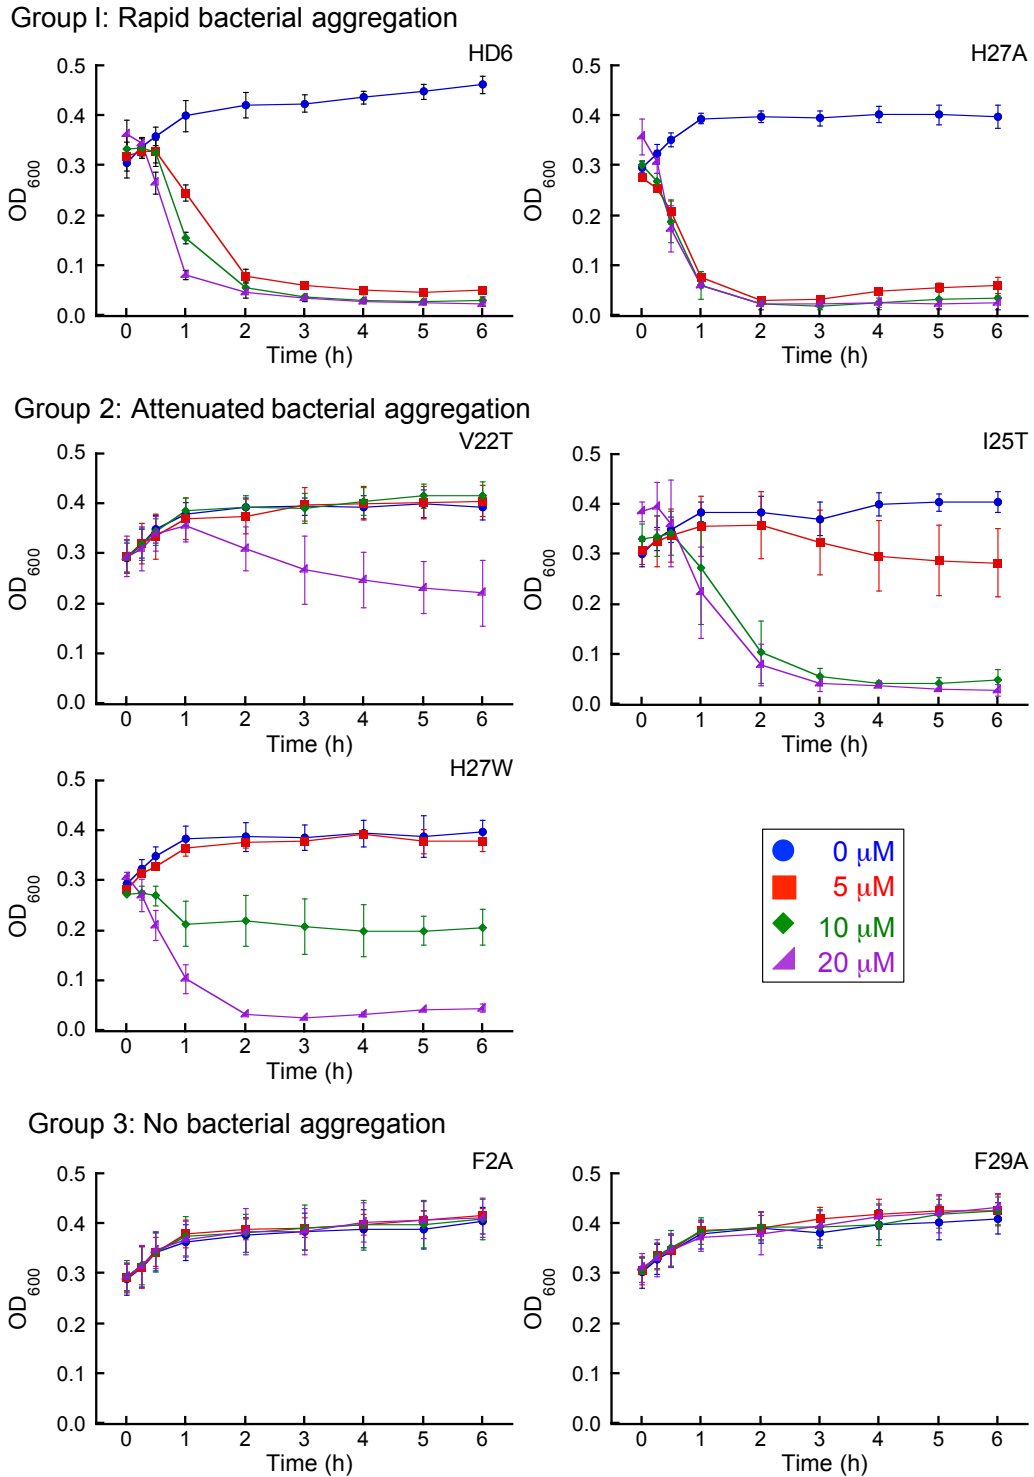 Group I: Rapid bacterial aggregation
HD6
0.5
0.4
0.3
0.2
0.1
0.0
OD600
0 1 2 3 4 5 6
Time (h)
H27A
0.5
0.4
0.3
0.2
0.1
0.0
OD600
0 1 2 3 4 5 6
Time (h)
Group 2: Attenuated bacterial aggregation
V22T
0.5
0.4
0.3
0.2
0.1
0.0
OD600
0 1 2 3 4 5 6
Time (h)
I25T
0.5
0.4
0.3
0.2
0.1
0.0
OD600
0 1 2 3 4 5 6
Time (h)
H27W
0.5
0.4
0.3
0.2
0.1
0.0
OD600
0 1 2 3 4 5 6
Time (h)
0 μM
5 μM
10 μM
20 μM
Group 3: No bacterial aggregation
F2A
0.5
0.4
0.3
0.2
0.1
0.0
OD600
0 1 2 3 4 5 6
Time (h)
F29A
0.5
0.4
0.3
0.2
0.1
0.0
OD600
0 1 2 3 4 5 6
Time (h)